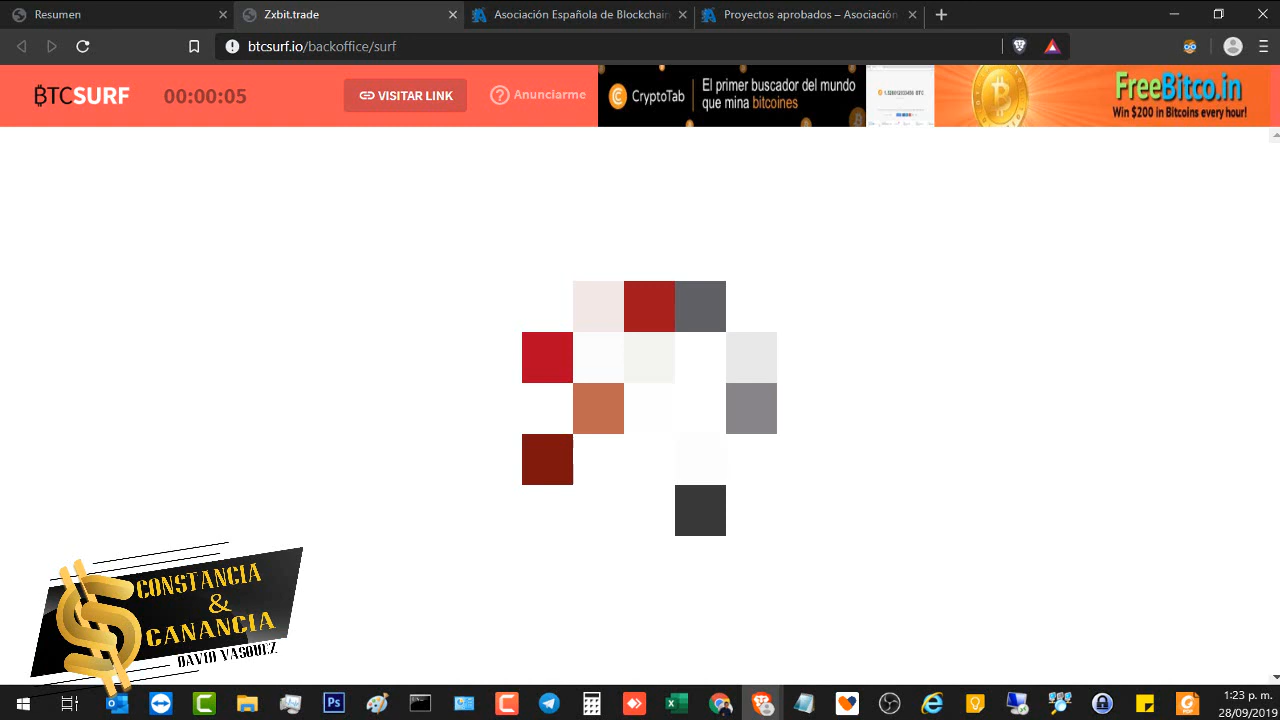 Resumen
Zxbit.trade
Asociación Española de Blockchain
Proyectos aprobados – Asociación
btcsurf.io/backoffice/surf
BTCSURF
00:00:05
VISITAR LINK
Anunciarme
CryptoTab
El primer buscador del mundo
que mina bitcoines
FreeBitco.in
Win $200 in Bitcoins every hour!
CONSTANCIA
&
GANANCIA
DAVID VASQUEZ
1:23 p. m.
28/09/2019